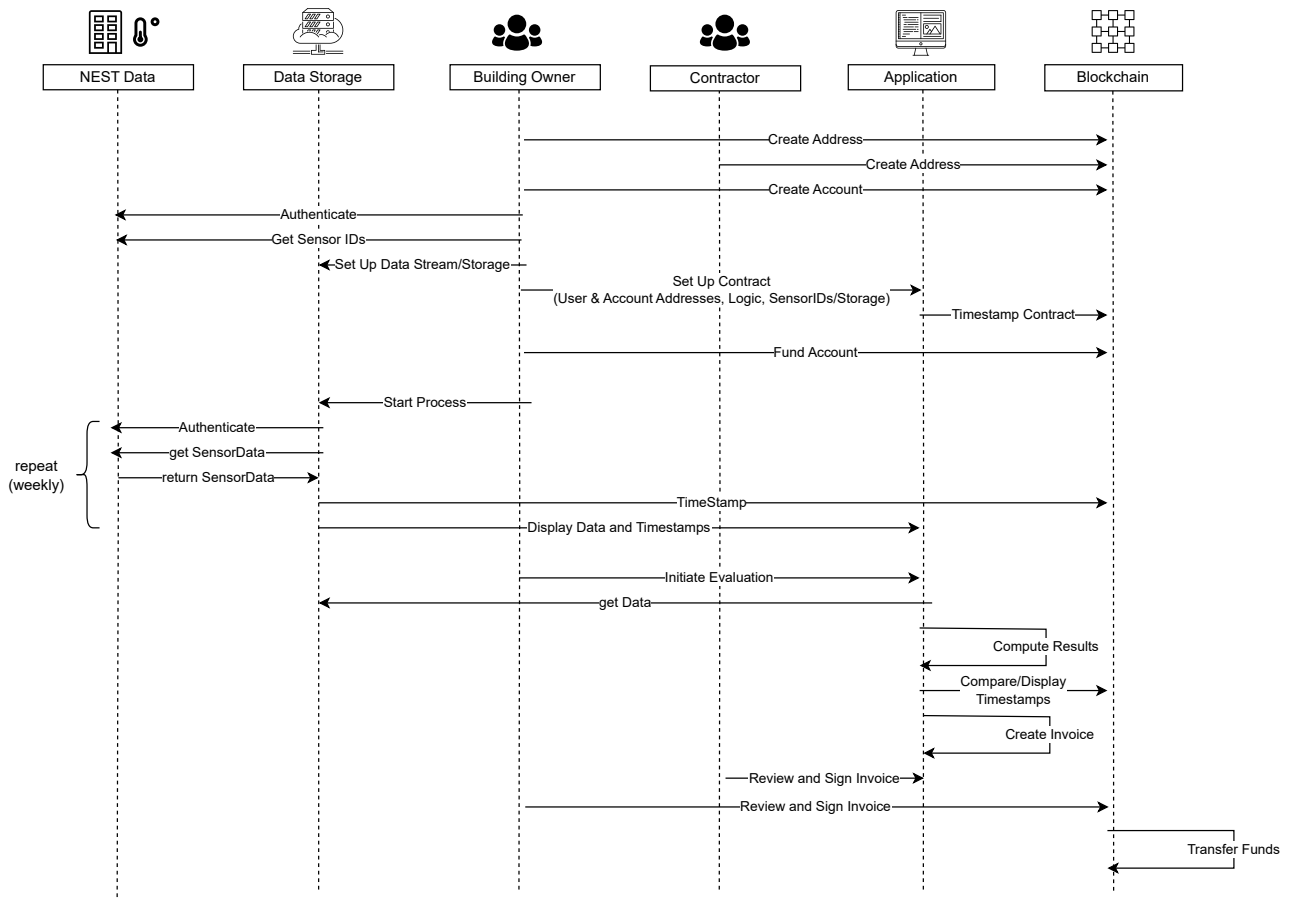 NEST Data
Data Storage
Building Owner
Contractor
Application
Blockchain
Create Address
Create Address
Create Account
Authenticate
Get Sensor IDs
Set Up Data Stream/Storage
Set Up Contract
(User & Account Addresses, Logic, SensorIDs/Storage)
Timestamp Contract
Fund Account
Start Process
Authenticate
get SensorData
repeat
(weekly)
return SensorData
TimeStamp
Display Data and Timestamps
Initiate Evaluation
get Data
Compute Results
Compare/Display
Timestamps
Create Invoice
Review and Sign Invoice
Review and Sign Invoice
Transfer Funds